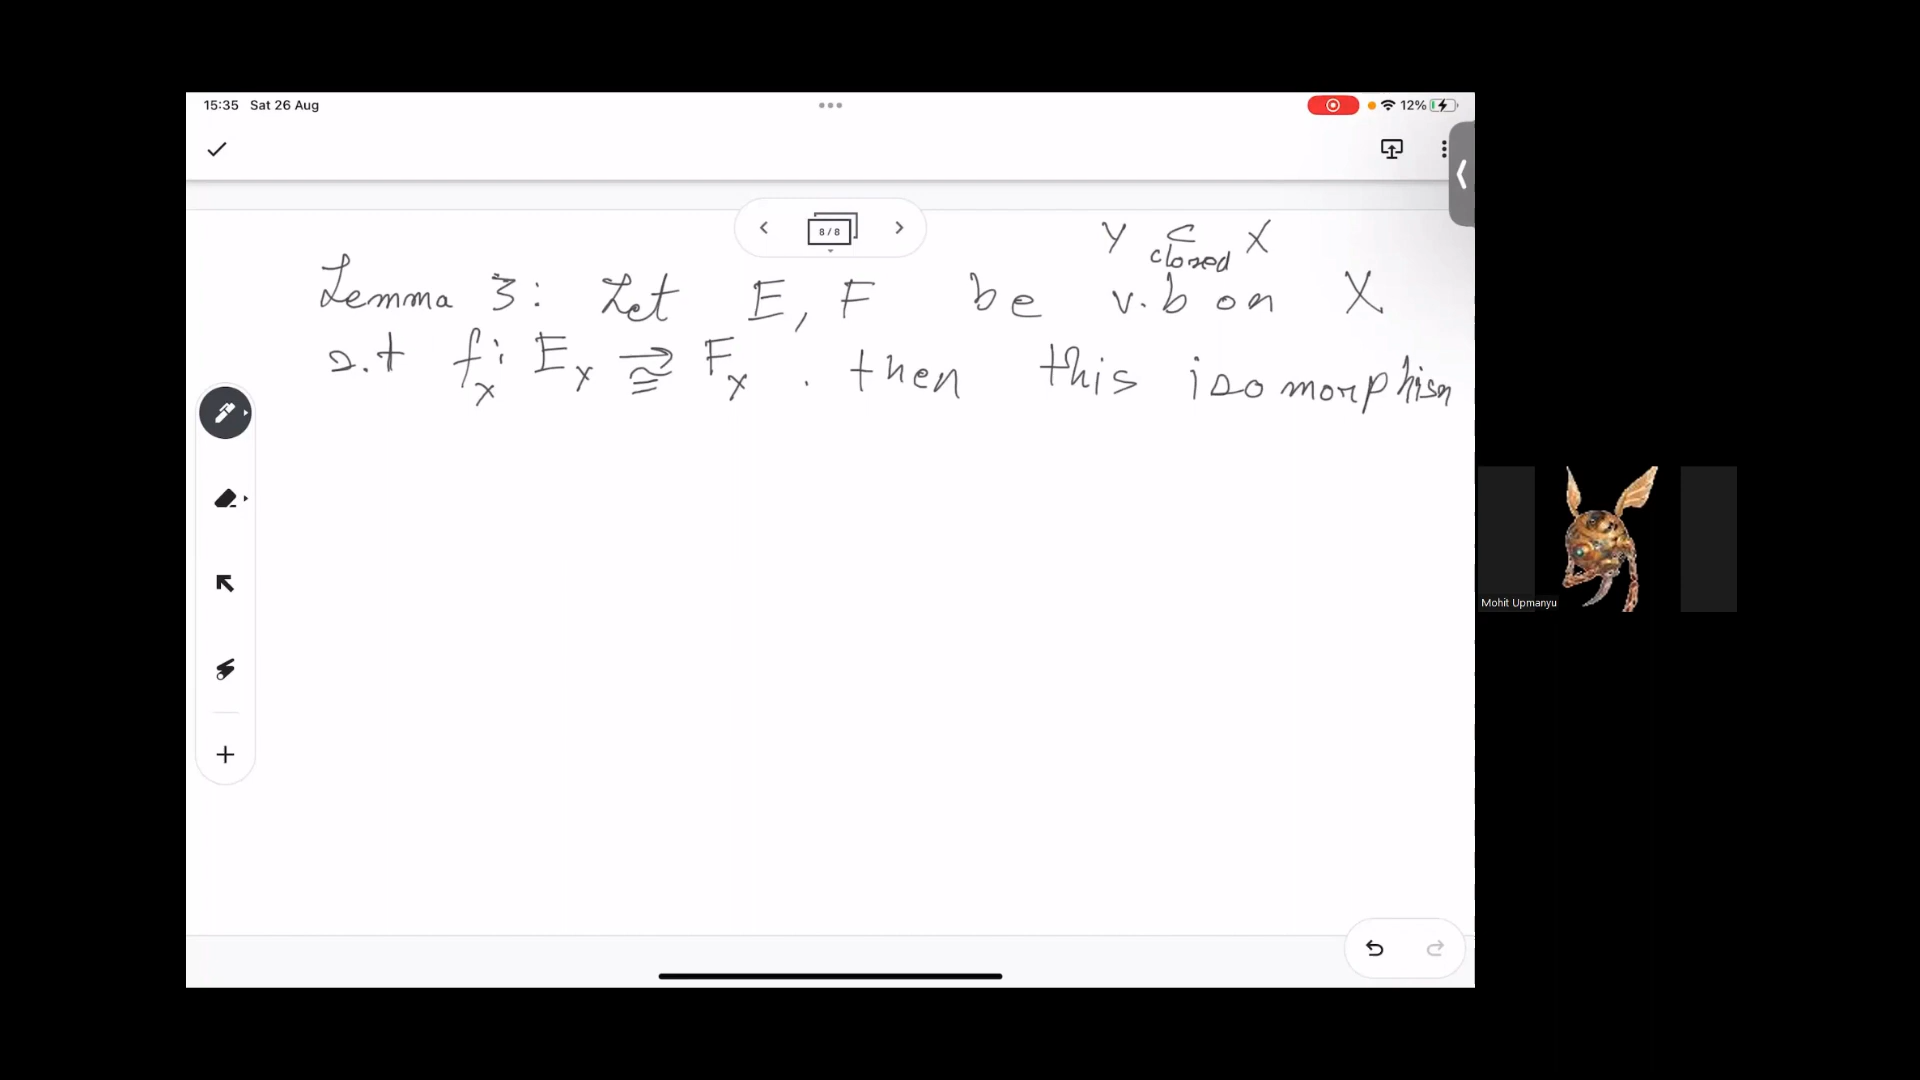 15:35 Sat 26 Aug
12%
8 / 8
Y ⊂ X
closed
Lemma 3: Let E, F be v.b on X
s.t f_x: E_x ⥲ F_x . then this isomorphism
Mohit Upmanyu